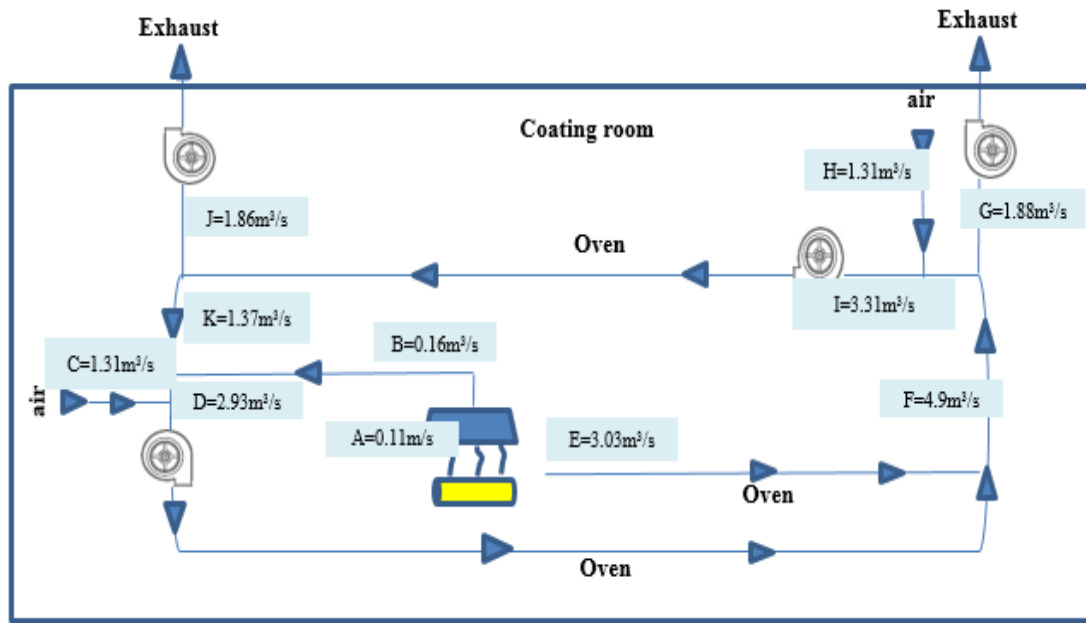 Exhaust
Exhaust
air
Coating room
H=1.31m³/s
J=1.86m³/s
G=1.88m³/s
Oven
I=3.31m³/s
K=1.37m³/s
B=0.16m³/s
C=1.31m³/s
air
D=2.93m³/s
F=4.9m³/s
A=0.11m/s
E=3.03m³/s
Oven
Oven